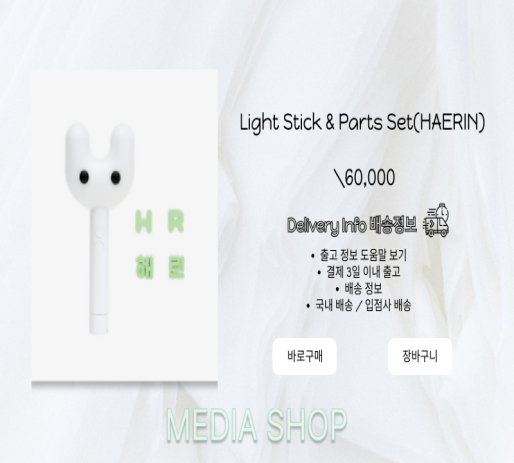 Light Stick & Parts Set(HAERIN)
\60,000
Delivery Info 배송정보
• 출고 정보 도움말 보기
• 결제 3일 이내 출고
• 배송 정보
• 국내 배송 / 입점사 배송
H R
해 린
바로구매
장바구니
MEDIA SHOP